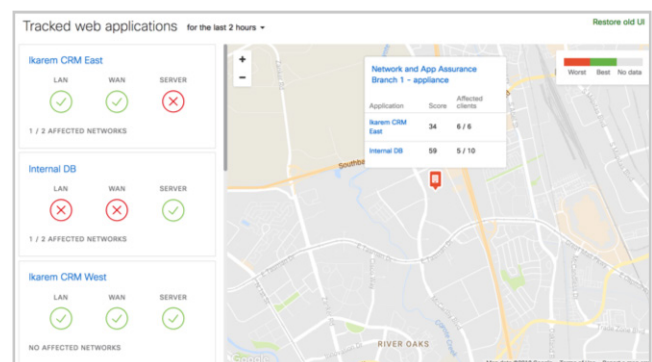 Tracked web applications for the last 2 hours
Restore old UI
Ikarem CRM East
LAN WAN SERVER
1 / 2 AFFECTED NETWORKS
Internal DB
LAN WAN SERVER
1 / 2 AFFECTED NETWORKS
Ikarem CRM West
LAN WAN SERVER
NO AFFECTED NETWORKS
+
−
Network and App Assurance
Branch 1 - appliance
Application Score Affected
clients
Ikarem CRM
East 34 6 / 6
Internal DB 59 5 / 10
Worst Best No data
RIVER OAKS
Google